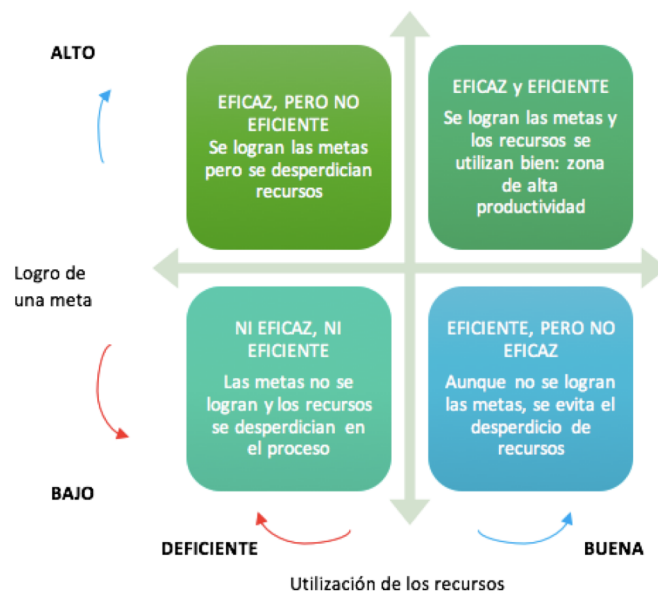 ALTO
EFICAZ, PERO NO
EFICIENTE
Se logran las metas
pero se desperdician
recursos
EFICAZ y EFICIENTE
Se logran las metas y
los recursos se
utilizan bien: zona
de alta
productividad
Logro de
una meta
NI EFICAZ, NI
EFICIENTE
Las metas no se
logran y los recursos
se desperdician en
el proceso
EFICIENTE, PERO NO
EFICAZ
Aunque no se logran
las metas, se evita el
desperdicio de
recursos
BAJO
DEFICIENTE
BUENA
Utilización de los recursos